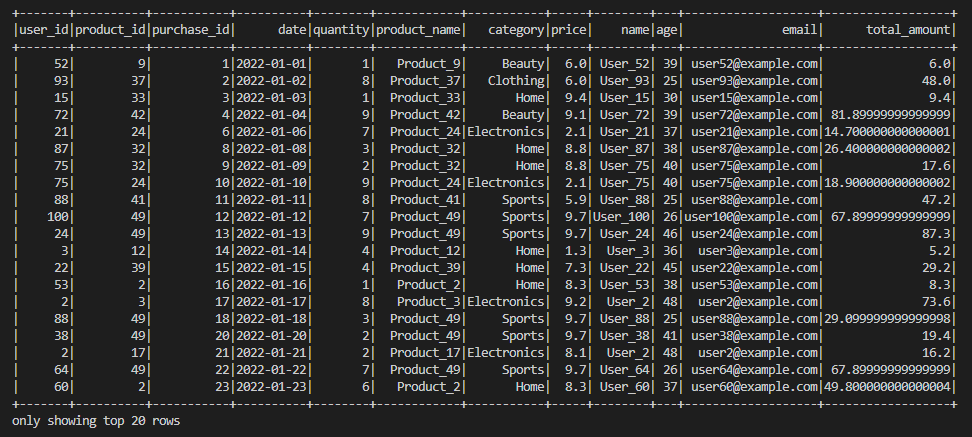 +-------+----------+-----------+----------+--------+------------+-----------+-----+--------+---+-------------------+------------------+
|user_id|product_id|purchase_id|      date|quantity|product_name|   category|price|    name|age|              email|      total_amount|
+-------+----------+-----------+----------+--------+------------+-----------+-----+--------+---+-------------------+------------------+
|     52|         9|          1|2022-01-01|       1|   Product_9|     Beauty|  6.0| User_52| 39| user52@example.com|               6.0|
|     93|        37|          2|2022-01-02|       8|  Product_37|   Clothing|  6.0| User_93| 25| user93@example.com|              48.0|
|     15|        33|          3|2022-01-03|       1|  Product_33|       Home|  9.4| User_15| 30| user15@example.com|               9.4|
|     72|        42|          4|2022-01-04|       9|  Product_42|     Beauty|  9.1| User_72| 39| user72@example.com| 81.89999999999999|
|     21|        24|          6|2022-01-06|       7|  Product_24|Electronics|  2.1| User_21| 37| user21@example.com|14.700000000000001|
|     87|        32|          8|2022-01-08|       3|  Product_32|       Home|  8.8| User_87| 38| user87@example.com|26.400000000000002|
|     75|        32|          9|2022-01-09|       2|  Product_32|       Home|  8.8| User_75| 40| user75@example.com|              17.6|
|     75|        24|         10|2022-01-10|       9|  Product_24|Electronics|  2.1| User_75| 40| user75@example.com|18.900000000000002|
|     88|        41|         11|2022-01-11|       8|  Product_41|     Sports|  5.9| User_88| 25| user88@example.com|              47.2|
|    100|        49|         12|2022-01-12|       7|  Product_49|     Sports|  9.7|User_100| 26|user100@example.com| 67.89999999999999|
|     24|        49|         13|2022-01-13|       9|  Product_49|     Sports|  9.7| User_24| 46| user24@example.com|              87.3|
|      3|        12|         14|2022-01-14|       4|  Product_12|       Home|  1.3|  User_3| 36|  user3@example.com|               5.2|
|     22|        39|         15|2022-01-15|       4|  Product_39|       Home|  7.3| User_22| 45| user22@example.com|              29.2|
|     53|         2|         16|2022-01-16|       1|   Product_2|       Home|  8.3| User_53| 38| user53@example.com|               8.3|
|      2|         3|         17|2022-01-17|       8|   Product_3|Electronics|  9.2|  User_2| 48|  user2@example.com|              73.6|
|     88|        49|         18|2022-01-18|       3|  Product_49|     Sports|  9.7| User_88| 25| user88@example.com|29.099999999999998|
|     38|        49|         20|2022-01-20|       2|  Product_49|     Sports|  9.7| User_38| 41| user38@example.com|              19.4|
|      2|        17|         21|2022-01-21|       2|  Product_17|Electronics|  8.1|  User_2| 48|  user2@example.com|              16.2|
|     64|        49|         22|2022-01-22|       7|  Product_49|     Sports|  9.7| User_64| 26| user64@example.com| 67.89999999999999|
|     60|         2|         23|2022-01-23|       6|   Product_2|       Home|  8.3| User_60| 37| user60@example.com|49.800000000000004|
+-------+----------+-----------+----------+--------+------------+-----------+-----+--------+---+-------------------+------------------+
only showing top 20 rows